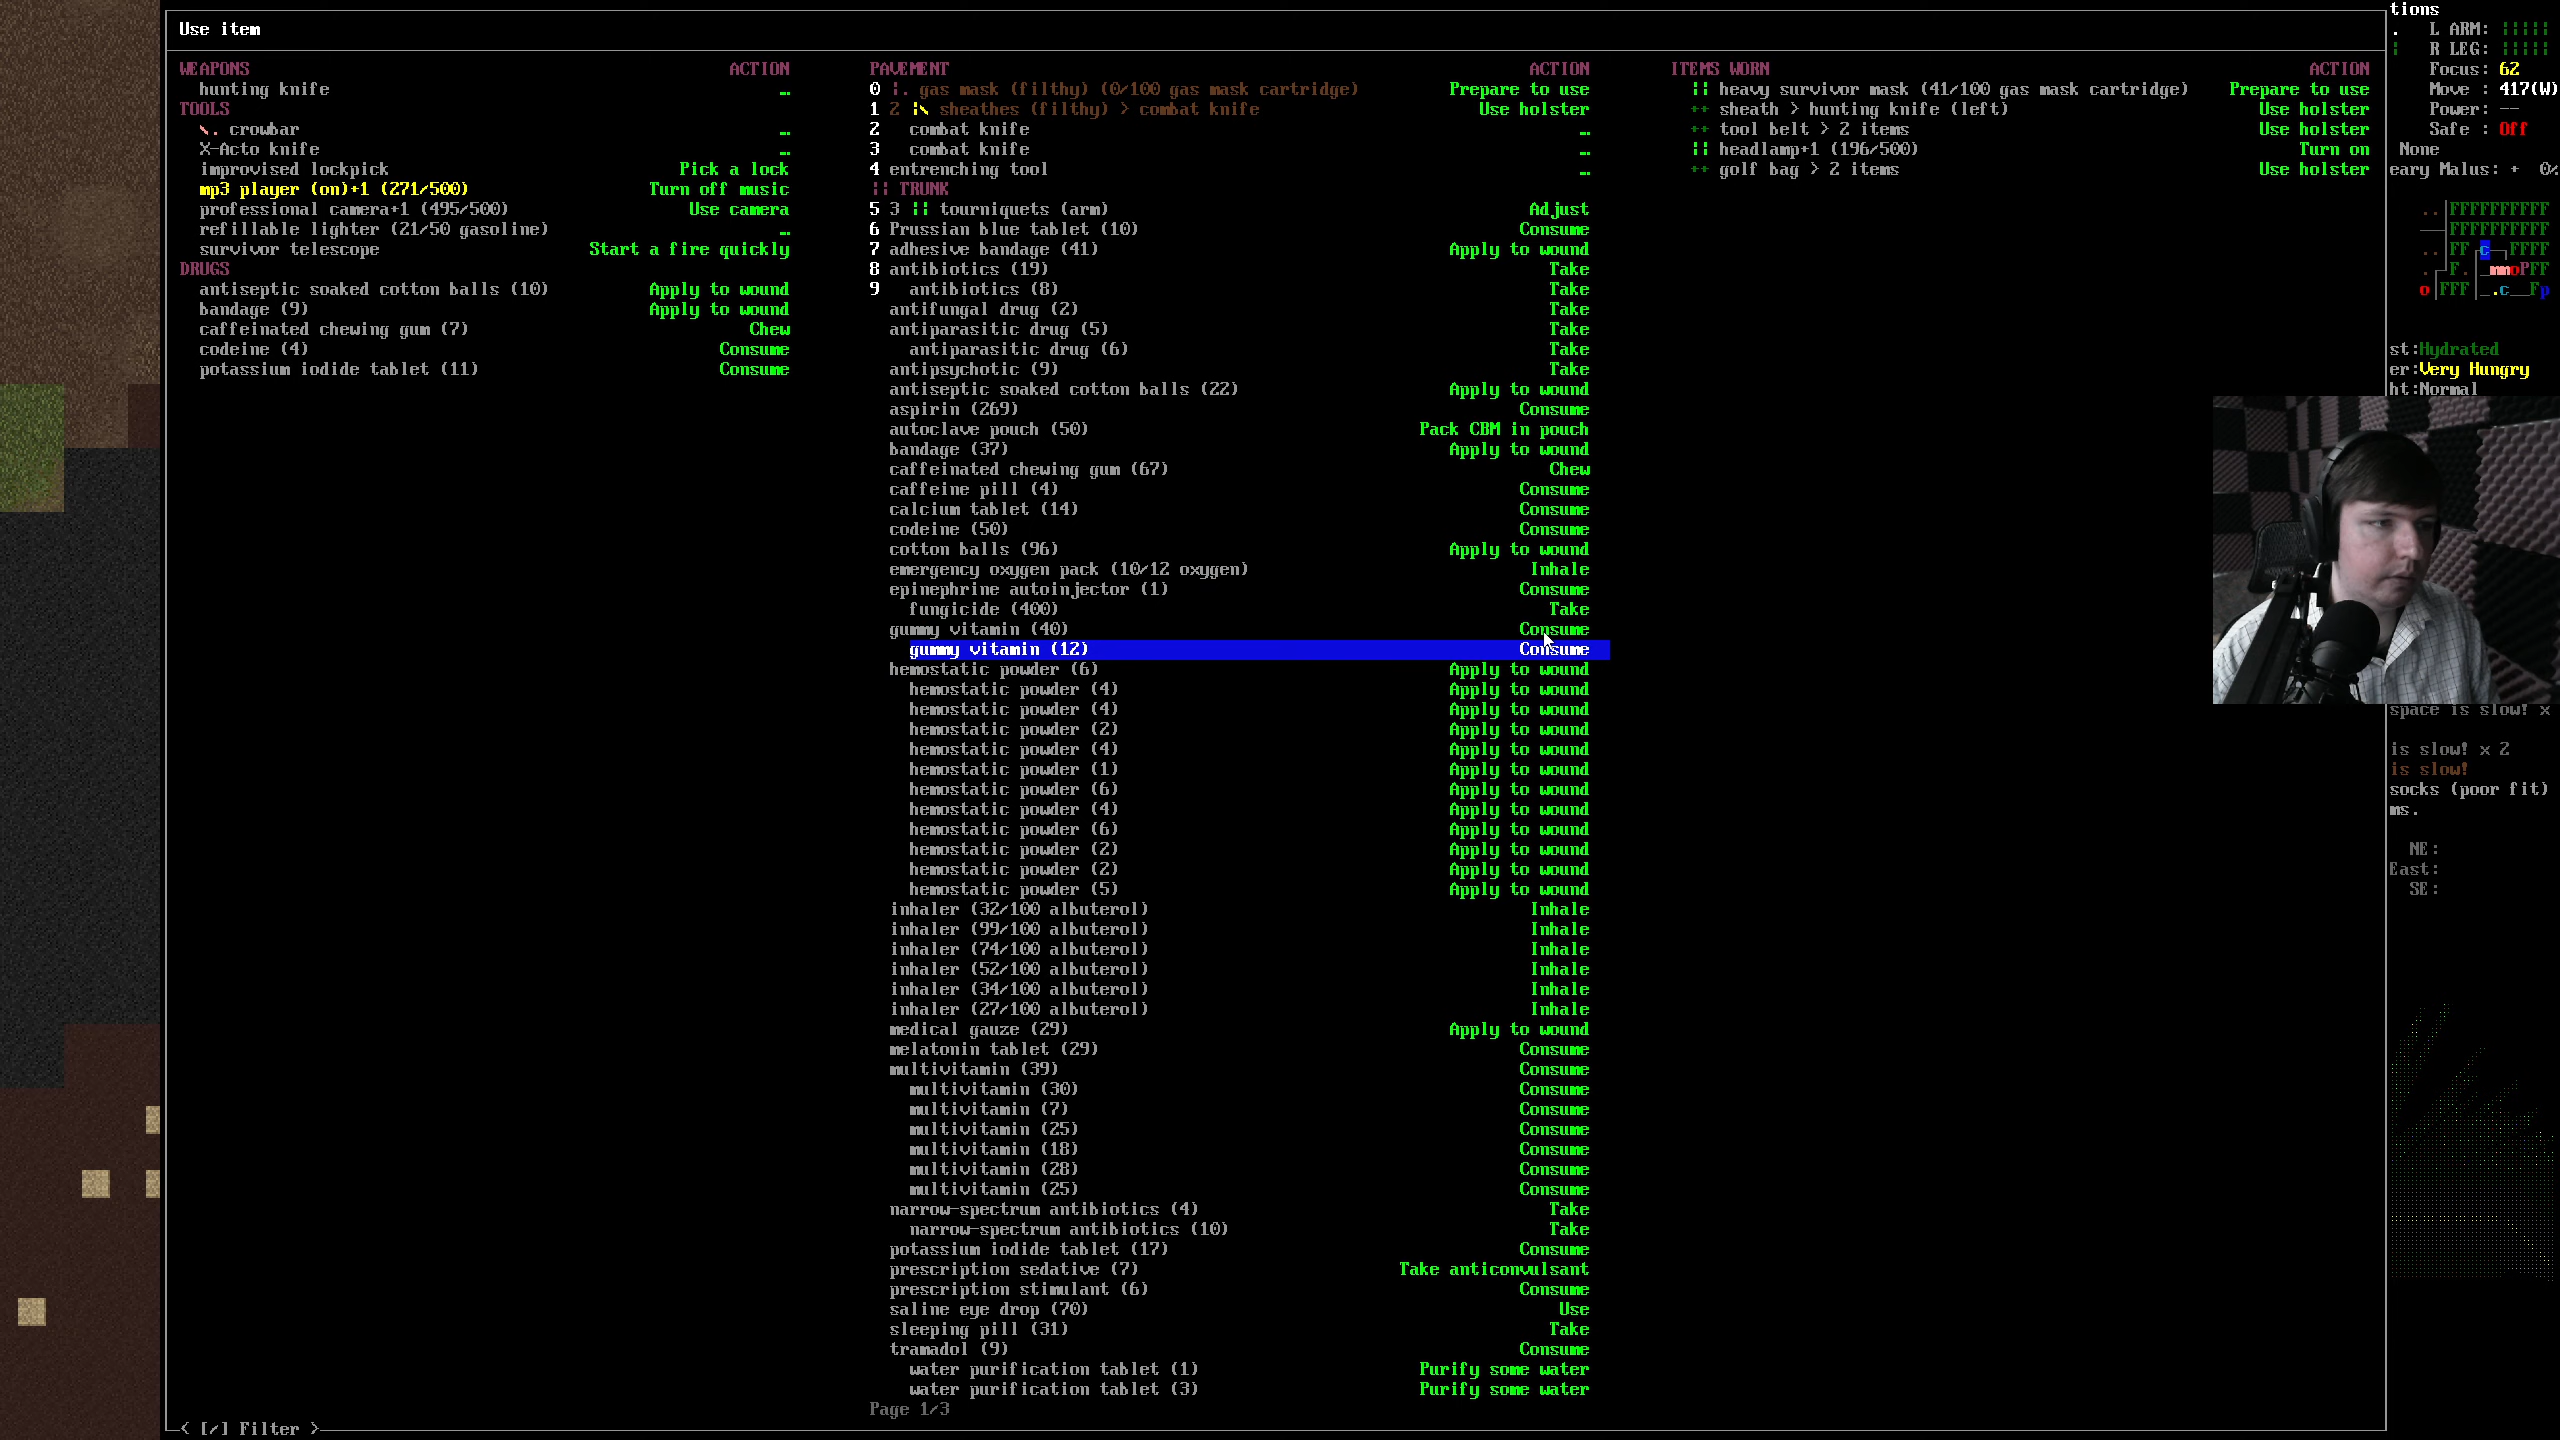 Use item
WEAPONS ACTION
hunting knife …
TOOLS
\. crowbar …
X-Acto knife …
improvised lockpick Pick a lock
mp3 player (on)+1 (271/500) Turn off music
professional camera+1 (495/500) Use camera
refillable lighter (21/50 gasoline) …
survivor telescope Start a fire quickly
DRUGS
antiseptic soaked cotton balls (10) Apply to wound
bandage (9) Apply to wound
caffeinated chewing gum (7) Chew
codeine (4) Consume
potassium iodide tablet (11) Consume
PAVEMENT ACTION
0 |. gas mask (filthy) (0/100 gas mask cartridge) Prepare to use
1 2 |\ sheathes (filthy) > combat knife Use holster
2 combat knife …
3 combat knife …
4 entrenching tool …
|| TRUNK
5 3 || tourniquets (arm) Adjust
6 Prussian blue tablet (10) Consume
7 adhesive bandage (41) Apply to wound
8 antibiotics (19) Take
9 antibiotics (8) Take
antifungal drug (2) Take
antiparasitic drug (5) Take
antiparasitic drug (6) Take
antipsychotic (9) Take
antiseptic soaked cotton balls (22) Apply to wound
aspirin (269) Consume
autoclave pouch (50) Pack CBM in pouch
bandage (37) Apply to wound
caffeinated chewing gum (67) Chew
caffeine pill (4) Consume
calcium tablet (14) Consume
codeine (50) Consume
cotton balls (96) Apply to wound
emergency oxygen pack (10/12 oxygen) Inhale
epinephrine autoinjector (1) Consume
fungicide (400) Take
gummy vitamin (40) Consume
gummy vitamin (12) Consume
hemostatic powder (6) Apply to wound
hemostatic powder (4) Apply to wound
hemostatic powder (4) Apply to wound
hemostatic powder (2) Apply to wound
hemostatic powder (4) Apply to wound
hemostatic powder (1) Apply to wound
hemostatic powder (6) Apply to wound
hemostatic powder (4) Apply to wound
hemostatic powder (6) Apply to wound
hemostatic powder (2) Apply to wound
hemostatic powder (2) Apply to wound
hemostatic powder (5) Apply to wound
inhaler (32/100 albuterol) Inhale
inhaler (99/100 albuterol) Inhale
inhaler (74/100 albuterol) Inhale
inhaler (52/100 albuterol) Inhale
inhaler (34/100 albuterol) Inhale
inhaler (27/100 albuterol) Inhale
medical gauze (29) Apply to wound
melatonin tablet (29) Consume
multivitamin (39) Consume
multivitamin (30) Consume
multivitamin (7) Consume
multivitamin (25) Consume
multivitamin (18) Consume
multivitamin (28) Consume
multivitamin (25) Consume
narrow-spectrum antibiotics (4) Take
narrow-spectrum antibiotics (10) Take
potassium iodide tablet (17) Consume
prescription sedative (7) Take anticonvulsant
prescription stimulant (6) Consume
saline eye drop (70) Use
sleeping pill (31) Take
tramadol (9) Consume
water purification tablet (1) Purify some water
water purification tablet (3) Purify some water
Page 1/3
ITEMS WORN ACTION
|| heavy survivor mask (41/100 gas mask cartridge) Prepare to use
++ sheath > hunting knife (left) Use holster
++ tool belt > 2 items Use holster
|| headlamp+1 (196/500) Turn on
++ golf bag > 2 items Use holster
< [/] Filter >
tions
. L ARM: |||||
| R LEG: |||||
Focus: 62
Move : 417(W)
Power: --
Safe : Off
None
eary Malus: + 0%
..|FFFFFFFFFF
FFFFFFFFFF
.. FF c FFFF
. F. _mmoPFF
o FFF _.c__Fp
st:Hydrated
er:Very Hungry
ht:Normal
space is slow! x
is slow! x 2
is slow!
socks (poor fit)
ms.
NE:
East:
SE: